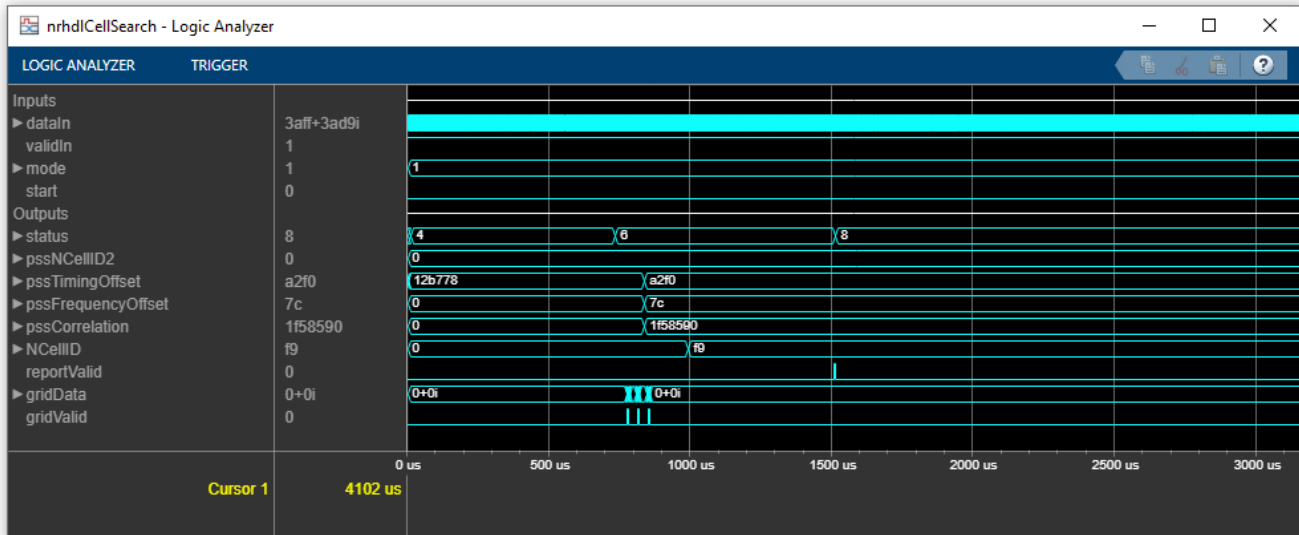 nrhdlCellSearch - Logic Analyzer
LOGIC ANALYZER TRIGGER
Inputs
dataIn 3aff+3ad9i
validIn 1
mode 1 1
start 0
Outputs
status 8 4 6 8
pssNCellID2 0 0
pssTimingOffset a2f0 12b778 a2f0
pssFrequencyOffset 7c 0 7c
pssCorrelation 1f58590 0 1f58590
NCellID f9 0 f9
reportValid 0
gridData 0+0i 0+0i 0+0i
gridValid 0
0 us 500 us 1000 us 1500 us 2000 us 2500 us 3000 us
Cursor 1 4102 us